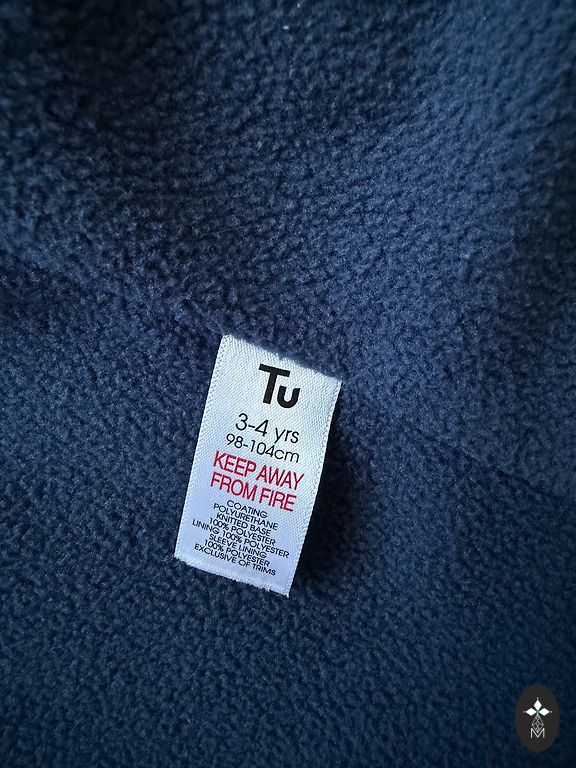 Tu
3-4 yrs
98-104cm
KEEP AWAY
FROM FIRE
COATING
POLYURETHANE
KNITTED BASE
100% POLYESTER
LINING 100% POLYESTER
SLEEVE LINING
100% POLYESTER
EXCLUSIVE OF TRIMS
M